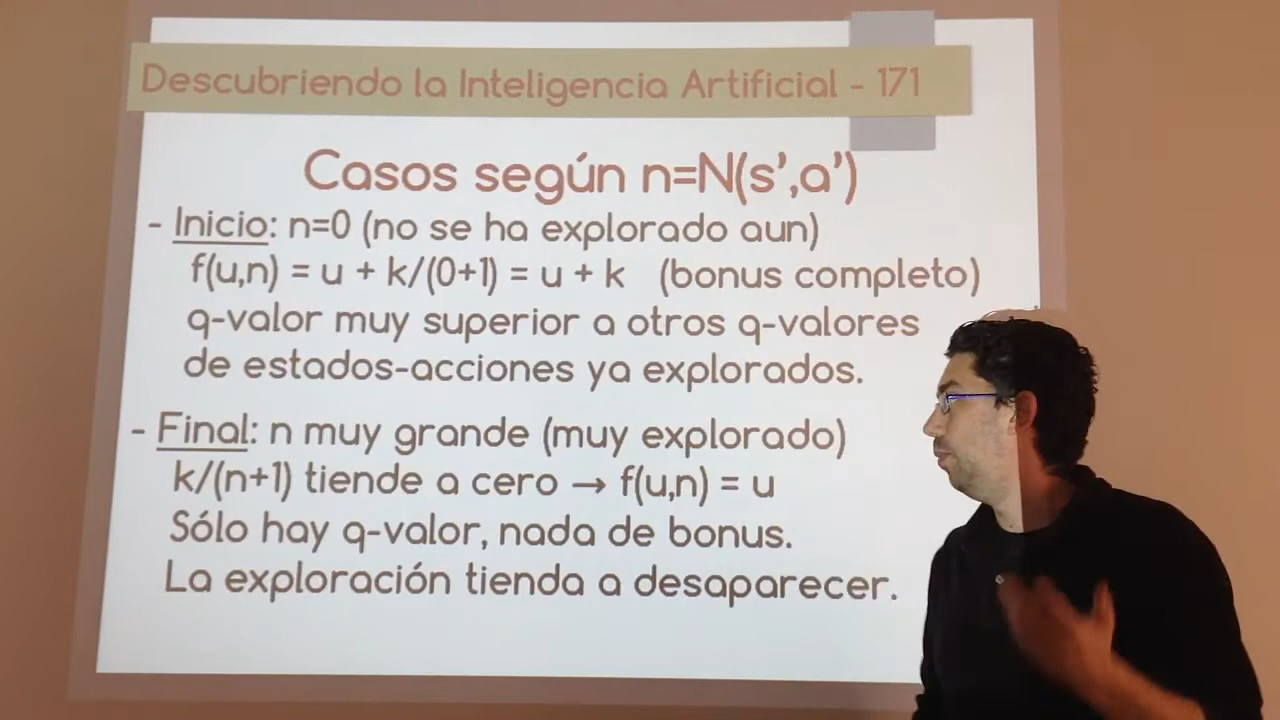 Descubriendo la Inteligencia Artificial - 171
Casos según n=N(s',a')
- Inicio: n=0 (no se ha explorado aun)
f(u,n) = u + k/(0+1) = u + k (bonus completo)
q-valor muy superior a otros q-valores
de estados-acciones ya explorados.
- Final: n muy grande (muy explorado)
k/(n+1) tiende a cero → f(u,n) = u
Sólo hay q-valor, nada de bonus.
La exploración tienda a desaparecer.